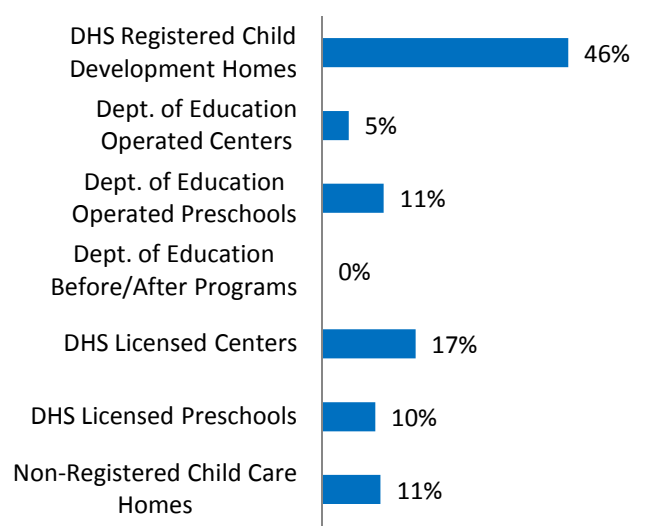 DHS Registered Child
Development Homes
46%
Dept. of Education
Operated Centers
5%
Dept. of Education
Operated Preschools
11%
Dept. of Education
Before/After Programs
0%
DHS Licensed Centers
17%
DHS Licensed Preschools
10%
Non-Registered Child Care
Homes
11%